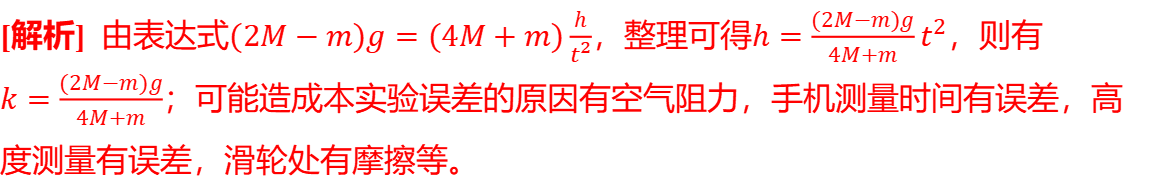 [解析] 由表达式(2M − m)g = (4M + m) h/t²，整理可得h = (2M−m)g/4M+m t²，则有
k = (2M−m)g/4M+m；可能造成本实验误差的原因有空气阻力，手机测量时间有误差，高
度测量有误差，滑轮处有摩擦等。